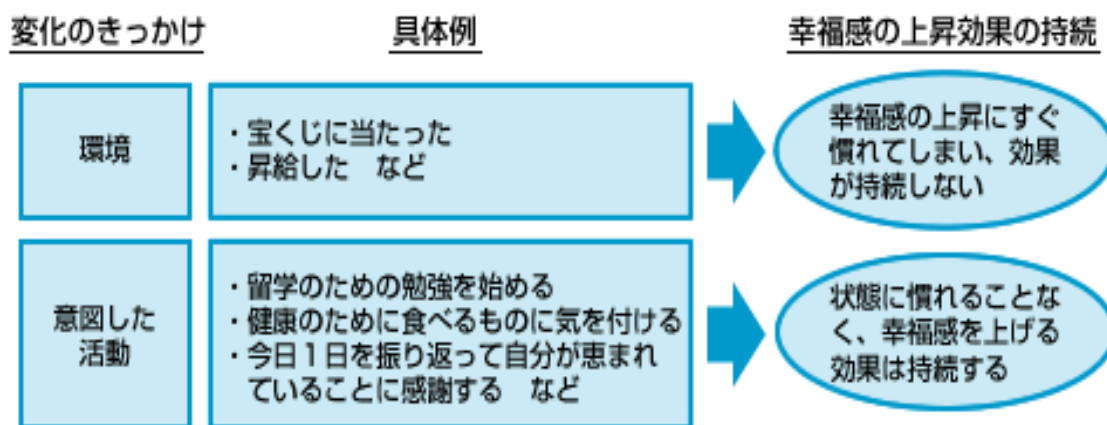 変化のきっかけ
具体例
幸福感の上昇効果の持続
環境
・宝くじに当たった
・昇給した　など
幸福感の上昇にすぐ
慣れてしまい、効果
が持続しない
意図した
活動
・留学のための勉強を始める
・健康のために食べるものに気を付ける
・今日１日を振り返って自分が恵まれ
ていることに感謝する　など
状態に慣れることな
く、幸福感を上げる
効果は持続する